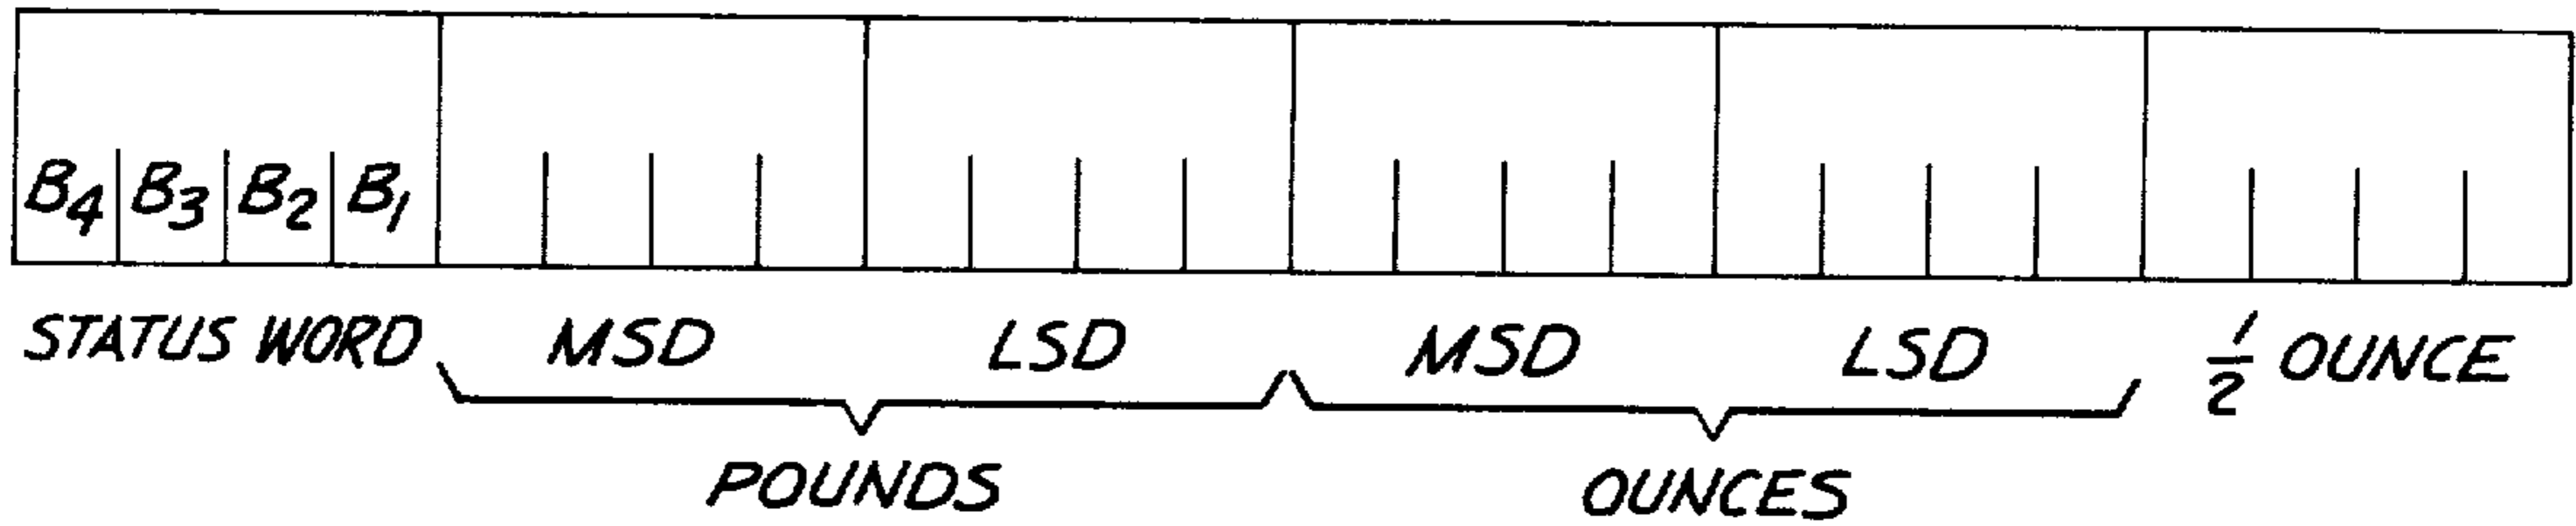 B4 B3 B2 B1
STATUS WORD MSD LSD MSD LSD 1/2 OUNCE
POUNDS OUNCES